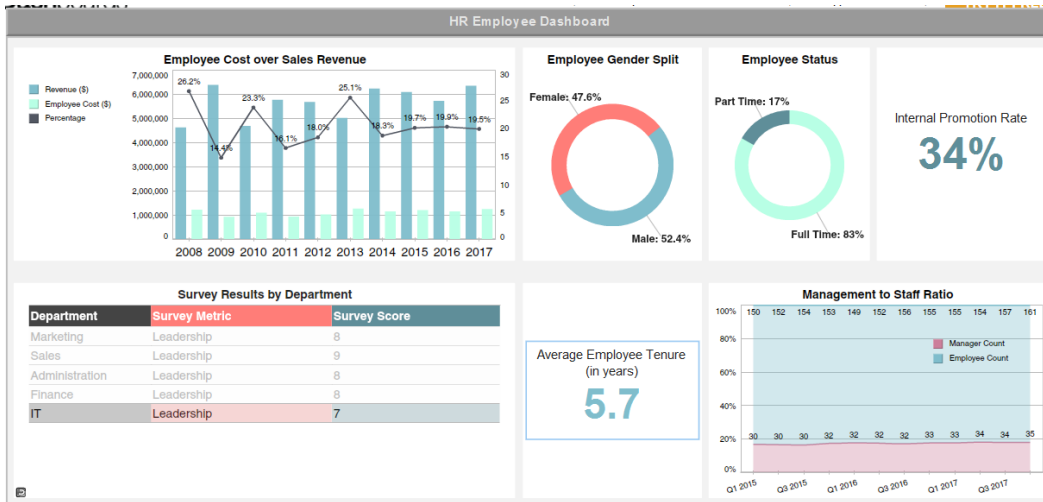 HR Employee Dashboard
Employee Cost over Sales Revenue
Revenue ($)
Employee Cost ($)
Percentage
7,000,000
6,000,000
5,000,000
4,000,000
3,000,000
2,000,000
1,000,000
0
30
25
20
15
10
5
0
26.2%
14.4%
23.3%
16.1%
18.0%
25.1%
18.3%
19.7%
19.9%
19.5%
2008 2009 2010 2011 2012 2013 2014 2015 2016 2017
Employee Gender Split
Female: 47.6%
Male: 52.4%
Employee Status
Part Time: 17%
Full Time: 83%
Internal Promotion Rate
34%
Survey Results by Department
Department Survey Metric Survey Score
Marketing Leadership 8
Sales Leadership 9
Administration Leadership 8
Finance Leadership 8
IT Leadership 7
Average Employee Tenure
(in years)
5.7
Management to Staff Ratio
100%
80%
60%
40%
20%
0%
150 152 154 153 149 152 156 155 155 154 157 161
Manager Count
Employee Count
30 30 30 32 32 32 32 33 33 34 34 35
Q1 2015 Q3 2015 Q1 2016 Q3 2016 Q1 2017 Q3 2017